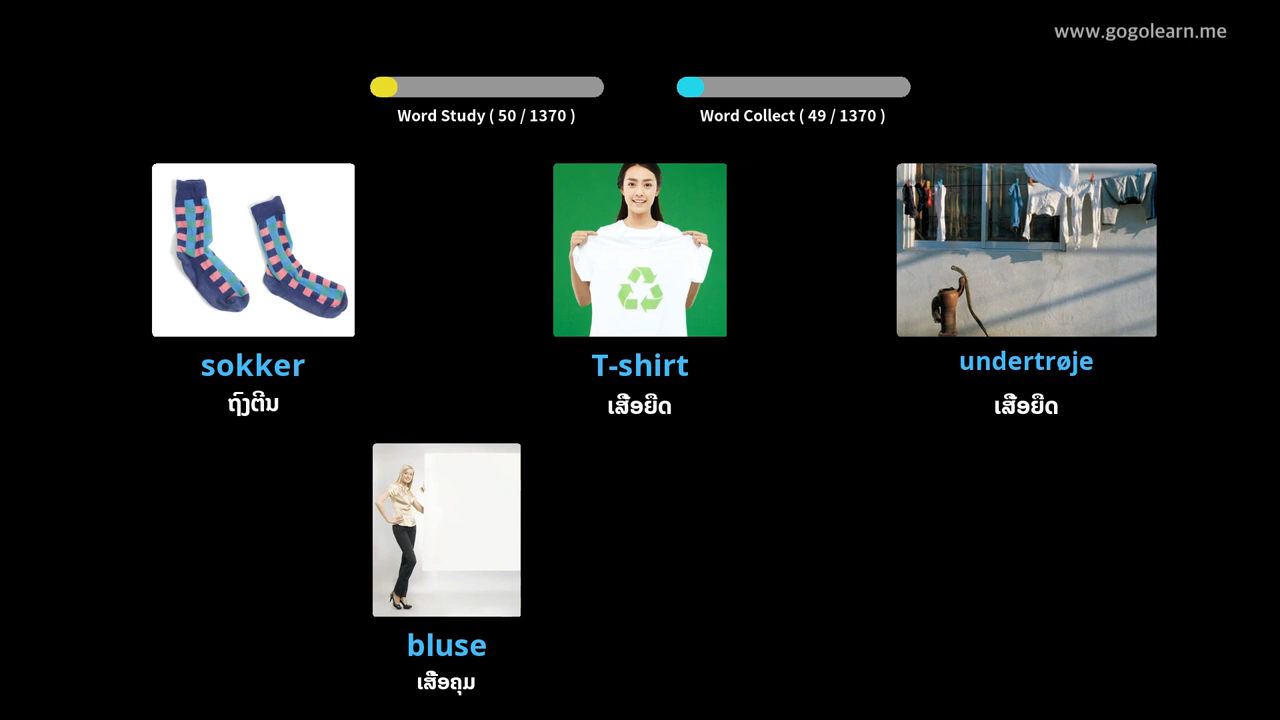 www.gogolearn.me
Word Study ( 50 / 1370 )
Word Collect ( 49 / 1370 )
sokker
T-shirt
undertrøje
ຖົງຕີນ
ເສື້ອຍືດ
ເສື້ອຍືດ
bluse
ເສື້ອຄຸມ